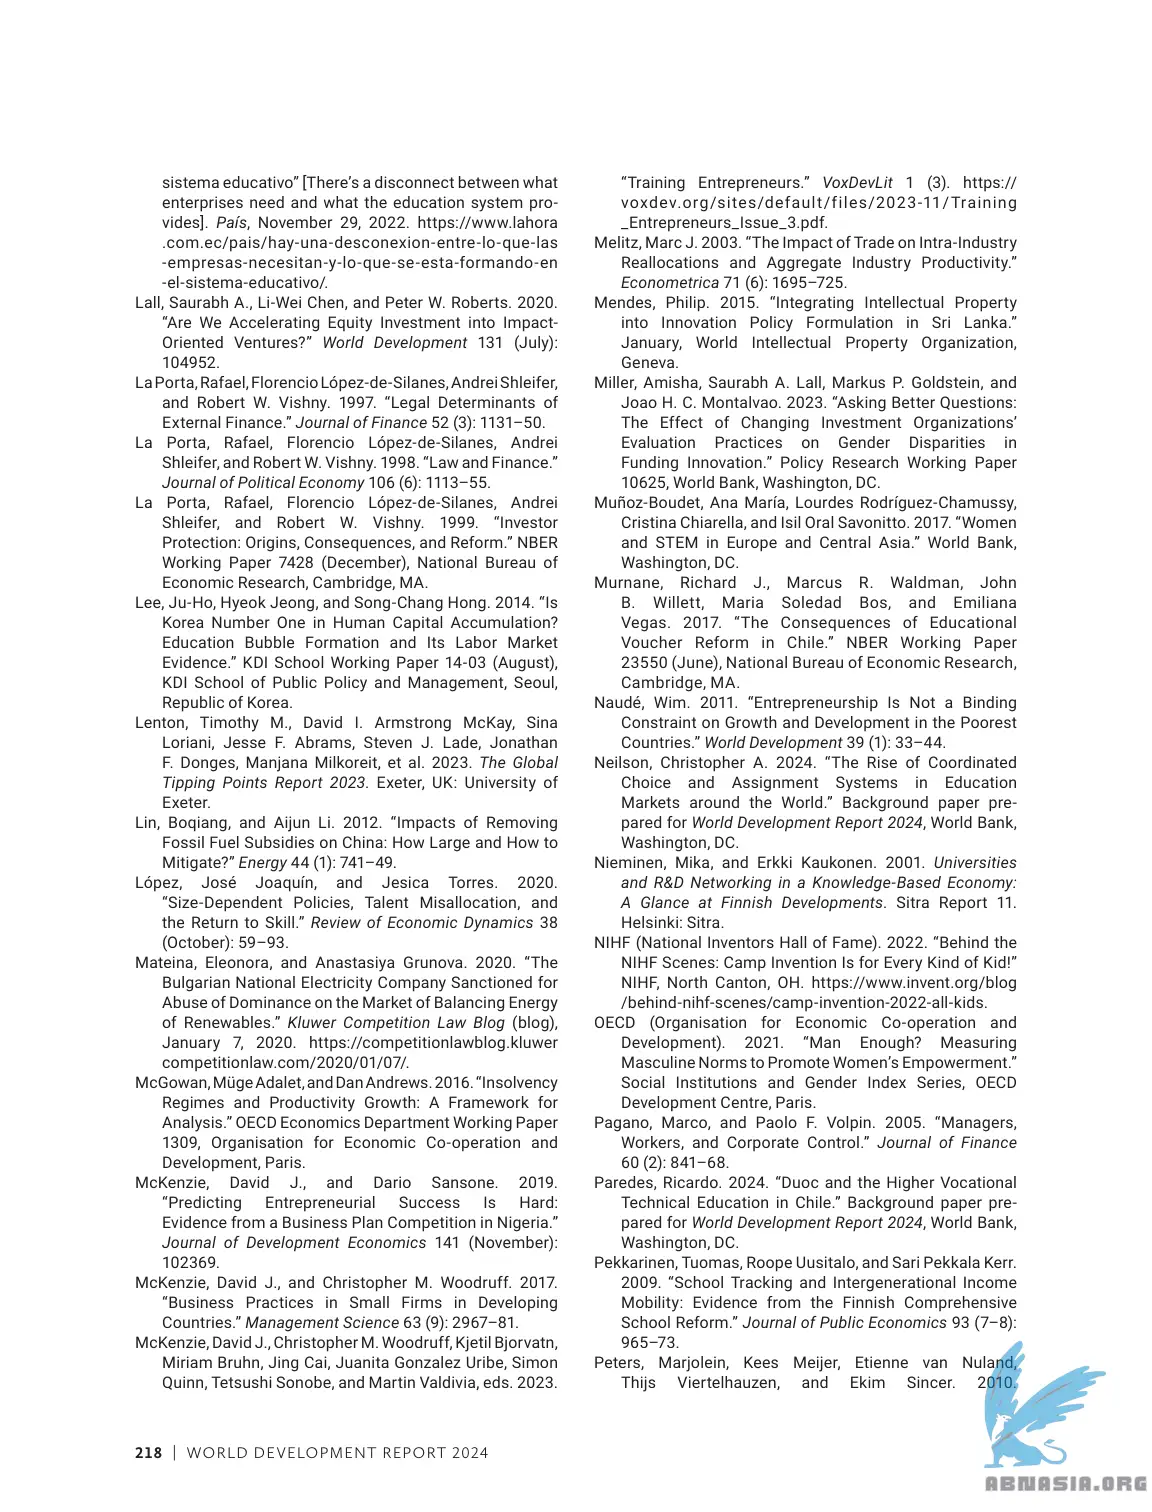 sistema educativo” [There’s a disconnect between what
enterprises need and what the education system pro-
vides]. País, November 29, 2022. https://www.lahora
.com.ec/pais/hay-una-desconexion-entre-lo-que-las
-empresas-necesitan-y-lo-que-se-esta-formando-en
-el-sistema-educativo/.
Lall, Saurabh A., Li-Wei Chen, and Peter W. Roberts. 2020.
“Are We Accelerating Equity Investment into Impact-
Oriented Ventures?” World Development 131 (July):
104952.
La Porta, Rafael, Florencio López-de-Silanes, Andrei Shleifer,
and Robert W. Vishny. 1997. “Legal Determinants of
External Finance.” Journal of Finance 52 (3): 1131–50.
La Porta, Rafael, Florencio López-de-Silanes, Andrei
Shleifer, and Robert W. Vishny. 1998. “Law and Finance.”
Journal of Political Economy 106 (6): 1113–55.
La Porta, Rafael, Florencio López-de-Silanes, Andrei
Shleifer, and Robert W. Vishny. 1999. “Investor
Protection: Origins, Consequences, and Reform.” NBER
Working Paper 7428 (December), National Bureau of
Economic Research, Cambridge, MA.
Lee, Ju-Ho, Hyeok Jeong, and Song-Chang Hong. 2014. “Is
Korea Number One in Human Capital Accumulation?
Education Bubble Formation and Its Labor Market
Evidence.” KDI School Working Paper 14-03 (August),
KDI School of Public Policy and Management, Seoul,
Republic of Korea.
Lenton, Timothy M., David I. Armstrong McKay, Sina
Loriani, Jesse F. Abrams, Steven J. Lade, Jonathan
F. Donges, Manjana Milkoreit, et al. 2023. The Global
Tipping Points Report 2023. Exeter, UK: University of
Exeter.
Lin, Boqiang, and Aijun Li. 2012. “Impacts of Removing
Fossil Fuel Subsidies on China: How Large and How to
Mitigate?” Energy 44 (1): 741–49.
López, José Joaquín, and Jesica Torres. 2020.
“Size-Dependent Policies, Talent Misallocation, and
the Return to Skill.” Review of Economic Dynamics 38
(October): 59–93.
Mateina, Eleonora, and Anastasiya Grunova. 2020. “The
Bulgarian National Electricity Company Sanctioned for
Abuse of Dominance on the Market of Balancing Energy
of Renewables.” Kluwer Competition Law Blog (blog),
January 7, 2020. https://competitionlawblog.kluwer
competitionlaw.com/2020/01/07/.
McGowan, Müge Adalet, and Dan Andrews. 2016. “Insolvency
Regimes and Productivity Growth: A Framework for
Analysis.” OECD Economics Department Working Paper
1309, Organisation for Economic Co-operation and
Development, Paris.
McKenzie, David J., and Dario Sansone. 2019.
“Predicting Entrepreneurial Success Is Hard:
Evidence from a Business Plan Competition in Nigeria.”
Journal of Development Economics 141 (November):
102369.
McKenzie, David J., and Christopher M. Woodruff. 2017.
“Business Practices in Small Firms in Developing
Countries.” Management Science 63 (9): 2967–81.
McKenzie, David J., Christopher M. Woodruff, Kjetil Bjorvatn,
Miriam Bruhn, Jing Cai, Juanita Gonzalez Uribe, Simon
Quinn, Tetsushi Sonobe, and Martin Valdivia, eds. 2023.
“Training Entrepreneurs.” VoxDevLit 1 (3). https://
voxdev.org/sites/default/files/2023-11/Training
_Entrepreneurs_Issue_3.pdf.
Melitz, Marc J. 2003. “The Impact of Trade on Intra-Industry
Reallocations and Aggregate Industry Productivity.”
Econometrica 71 (6): 1695–725.
Mendes, Philip. 2015. “Integrating Intellectual Property
into Innovation Policy Formulation in Sri Lanka.”
January, World Intellectual Property Organization,
Geneva.
Miller, Amisha, Saurabh A. Lall, Markus P. Goldstein, and
Joao H. C. Montalvao. 2023. “Asking Better Questions:
The Effect of Changing Investment Organizations’
Evaluation Practices on Gender Disparities in
Funding Innovation.” Policy Research Working Paper
10625, World Bank, Washington, DC.
Muñoz-Boudet, Ana María, Lourdes Rodríguez-Chamussy,
Cristina Chiarella, and Isil Oral Savonitto. 2017. “Women
and STEM in Europe and Central Asia.” World Bank,
Washington, DC.
Murnane, Richard J., Marcus R. Waldman, John
B. Willett, Maria Soledad Bos, and Emiliana
Vegas. 2017. “The Consequences of Educational
Voucher Reform in Chile.” NBER Working Paper
23550 (June), National Bureau of Economic Research,
Cambridge, MA.
Naudé, Wim. 2011. “Entrepreneurship Is Not a Binding
Constraint on Growth and Development in the Poorest
Countries.” World Development 39 (1): 33–44.
Neilson, Christopher A. 2024. “The Rise of Coordinated
Choice and Assignment Systems in Education
Markets around the World.” Background paper pre-
pared for World Development Report 2024, World Bank,
Washington, DC.
Nieminen, Mika, and Erkki Kaukonen. 2001. Universities
and R&D Networking in a Knowledge-Based Economy:
A Glance at Finnish Developments. Sitra Report 11.
Helsinki: Sitra.
NIHF (National Inventors Hall of Fame). 2022. “Behind the
NIHF Scenes: Camp Invention Is for Every Kind of Kid!”
NIHF, North Canton, OH. https://www.invent.org/blog
/behind-nihf-scenes/camp-invention-2022-all-kids.
OECD (Organisation for Economic Co-operation and
Development). 2021. “Man Enough? Measuring
Masculine Norms to Promote Women’s Empowerment.”
Social Institutions and Gender Index Series, OECD
Development Centre, Paris.
Pagano, Marco, and Paolo F. Volpin. 2005. “Managers,
Workers, and Corporate Control.” Journal of Finance
60 (2): 841–68.
Paredes, Ricardo. 2024. “Duoc and the Higher Vocational
Technical Education in Chile.” Background paper pre-
pared for World Development Report 2024, World Bank,
Washington, DC.
Pekkarinen, Tuomas, Roope Uusitalo, and Sari Pekkala Kerr.
2009. “School Tracking and Intergenerational Income
Mobility: Evidence from the Finnish Comprehensive
School Reform.” Journal of Public Economics 93 (7–8):
965–73.
Peters, Marjolein, Kees Meijer, Etienne van Nuland,
Thijs Viertelhauzen, and Ekim Sincer. 2010.
218 | WORLD DEVELOPMENT REPORT 2024
ABNASIA.ORG